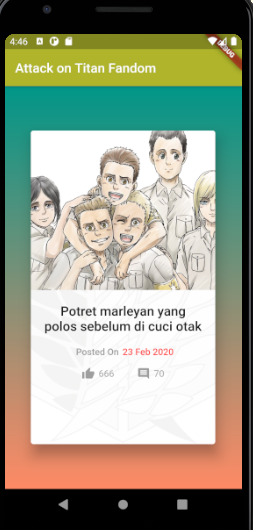 4:46
DEBUG
Attack on Titan Fandom
Potret marleyan yang
polos sebelum di cuci otak
Posted On 23 Feb 2020
666 70